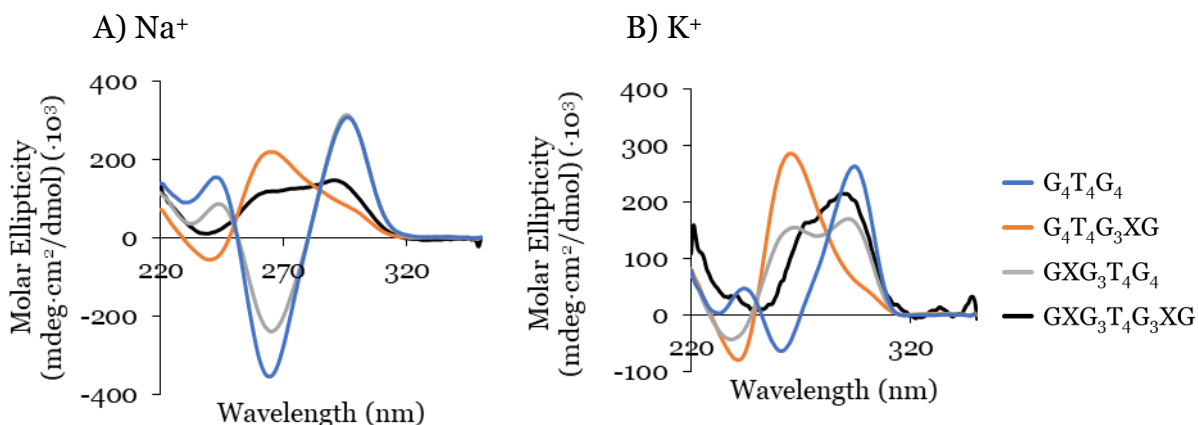 A) Na⁺
400
200
0
-200
-400
220
270
320
Molar Ellipticity
(mdeg·cm²/dmol) (·10³)
Wavelength (nm)
B) K⁺
400
300
200
100
0
-100
220
320
Molar Ellipticity
(mdeg·cm²/dmol) (·10³)
Wavelength (nm)
G₄T₄G₄
G₄T₄G₃XG
GXG₃T₄G₄
GXG₃T₄G₃XG